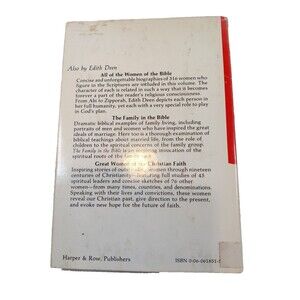 Also by Edith Deen
All of the Women of the Bible
Concise and unforgettable biographies of 316 women who
figure in the Scriptures are included in this volume. The
character of each is related in such a way that it becomes
forever a part of the reader's religious consciousness.
From Abi to Zipporah, Edith Deen depicts each person in
her full humanity, yet each with a very special role to play
in God's plan.
The Family in the Bible
Dramatic biblical examples of family living, including
portraits of men and women who have inspired the great
ideals of marriage. Here too is a thorough examination of
biblical teachings about married life, from the role of
children to the spiritual concerns of the family group.
The Family in the Bible is an inspiring invocation of the
spiritual roots of the family
Great Women of the Christian Faith
Inspiring stories of women through nineteen
centuries of Christianity, featuring full studies of 45
spiritual leaders and concise sketches of 76 other
women—from many times, countries, and denominations.
Speaking with their lives and convictions, these women
reveal our Christian past, give direction to the present,
and evoke new hope for the future of faith.
Harper & Row, Publishers
ISBN 0-06-061851-